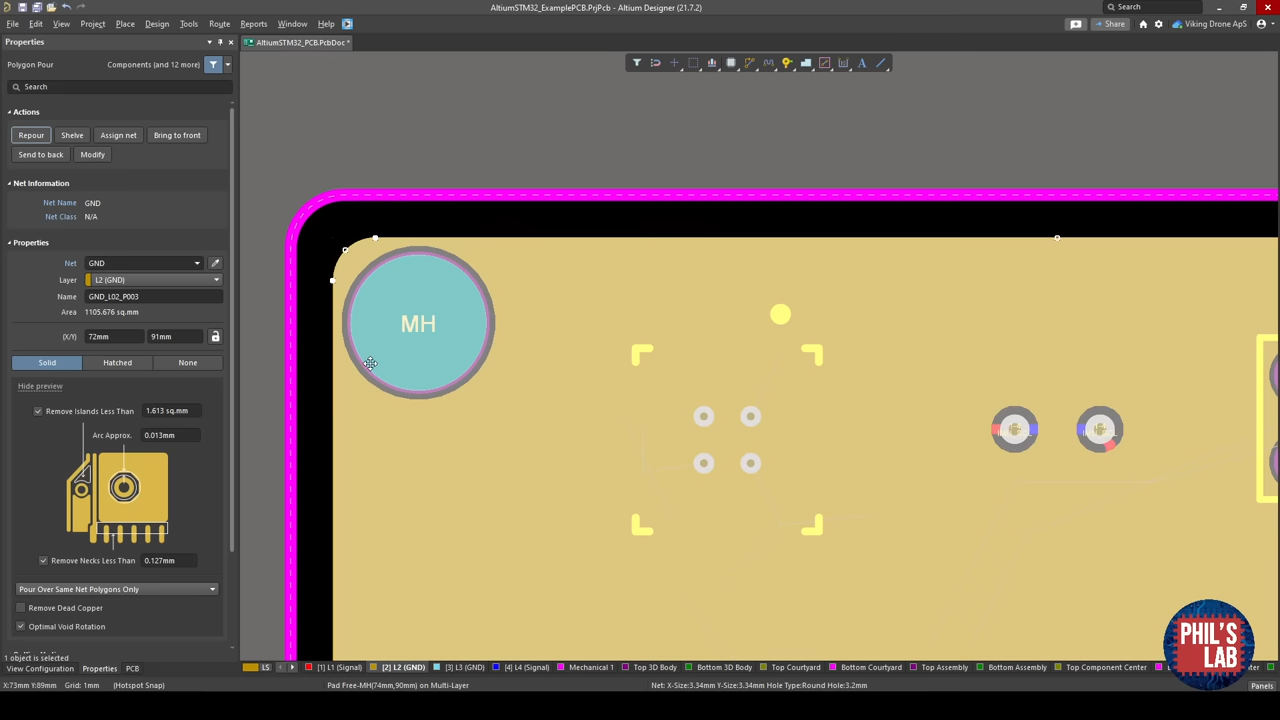 AltiumSTM32_ExamplePCB.PrjPcb - Altium Designer (21.7.2)
Search
File Edit View Project Place Design Tools Route Reports Window Help
Share
Viking Drone ApS
Properties
AltiumSTM32_PCB.PcbDoc *
Polygon Pour
Components (and 12 more)
Search
Actions
Repour
Shelve
Assign net
Bring to front
Send to back
Modify
Net Information
Net Name GND
Net Class N/A
Properties
Net GND
Layer L2 (GND)
Name GND_L02_P003
Area 1105.676 sq.mm
(X/Y) 72mm 91mm
Solid Hatched None
Hide preview
Remove Islands Less Than 1.613 sq.mm
Arc Approx. 0.013mm
Remove Necks Less Than 0.127mm
Pour Over Same Net Polygons Only
Remove Dead Copper
Optimal Void Rotation
1 object is selected
View Configuration Properties PCB
MH
LS [1] L1 (Signal) [2] L2 (GND) [3] L3 (GND) [4] L4 (Signal) Mechanical 1 Top 3D Body Bottom 3D Body Top Courtyard Bottom Courtyard Top Assembly Bottom Assembly Top Component Center
X:73mm Y:89mm Grid: 1mm (Hotspot Snap)
Pad Free-MH(74mm,90mm) on Multi-Layer
Net: X-Size:3.34mm Y-Size:3.34mm Hole Type:Round Hole:3.2mm
Panels
PHIL'S
LAB